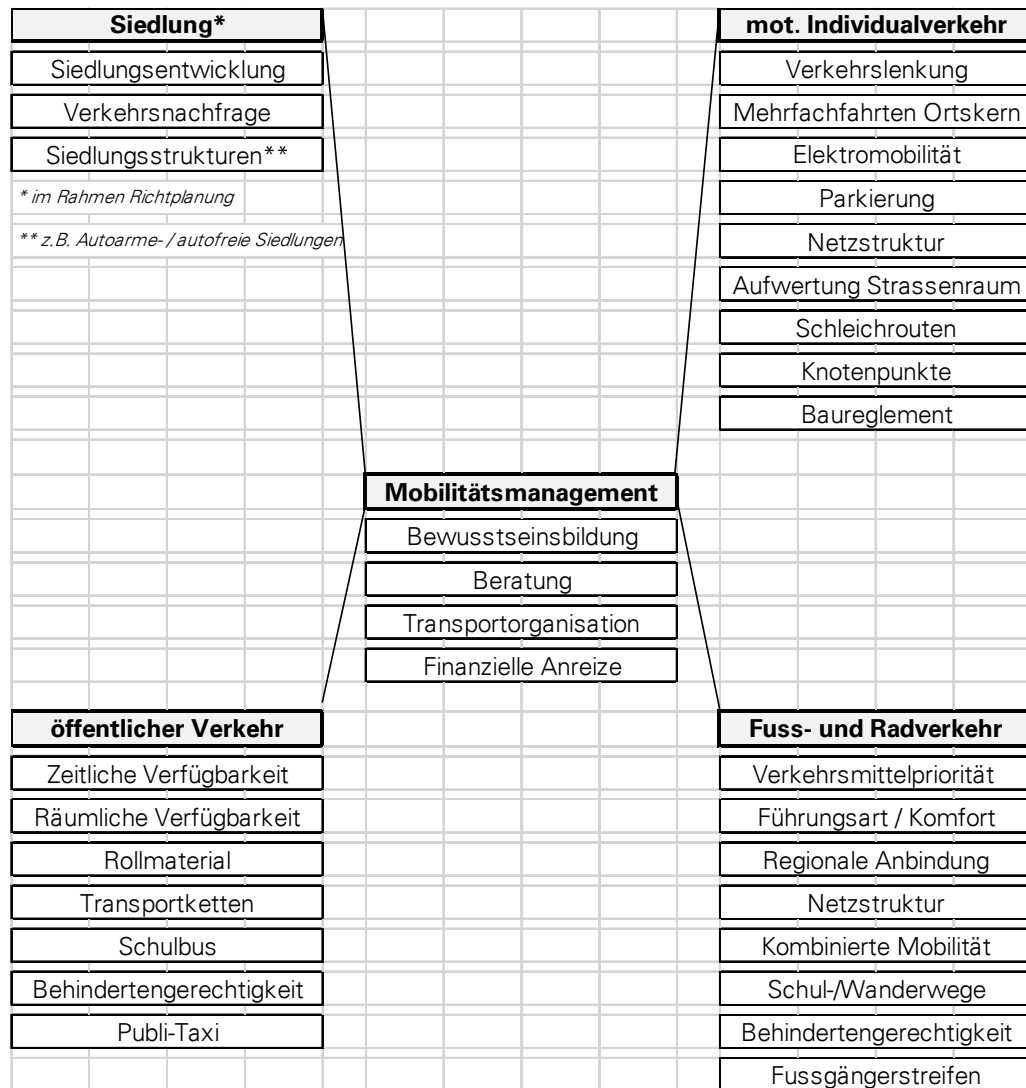 Siedlung*
Siedlungsentwicklung
Verkehrsnachfrage
Siedlungsstrukturen**
* im Rahmen Richtplanung
** z.B. Autoarme- / autofreie Siedlungen
mot. Individualverkehr
Verkehrslenkung
Mehrfachfahrten Ortskern
Elektromobilität
Parkierung
Netzstruktur
Aufwertung Strassenraum
Schleichrouten
Knotenpunkte
Baureglement
Mobilitätsmanagement
Bewusstseinsbildung
Beratung
Transportorganisation
Finanzielle Anreize
öffentlicher Verkehr
Zeitliche Verfügbarkeit
Räumliche Verfügbarkeit
Rollmaterial
Transportketten
Schulbus
Behindertengerechtigkeit
Publi-Taxi
Fuss- und Radverkehr
Verkehrsmittelpriorität
Führungsart / Komfort
Regionale Anbindung
Netzstruktur
Kombinierte Mobilität
Schul-/Wanderwege
Behindertengerechtigkeit
Fussgängerstreifen